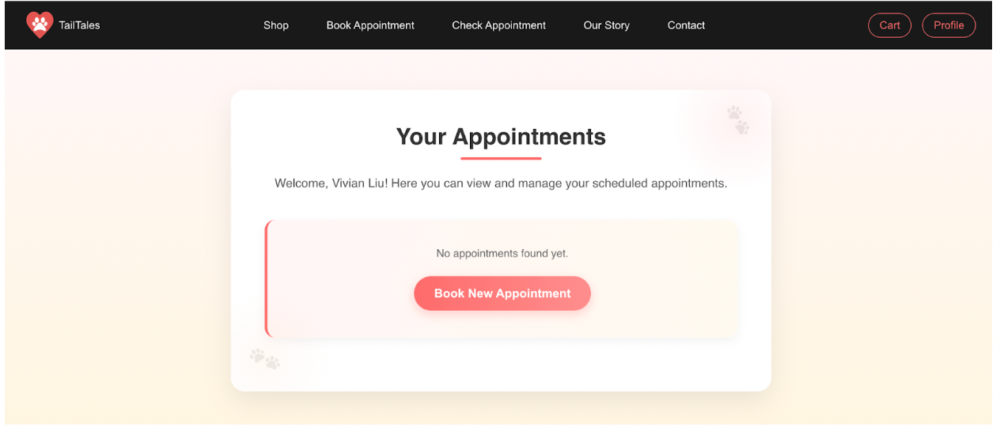 TailTales
Shop
Book Appointment
Check Appointment
Our Story
Contact
Cart
Profile
Your Appointments
Welcome, Vivian Liu! Here you can view and manage your scheduled appointments.
No appointments found yet.
Book New Appointment